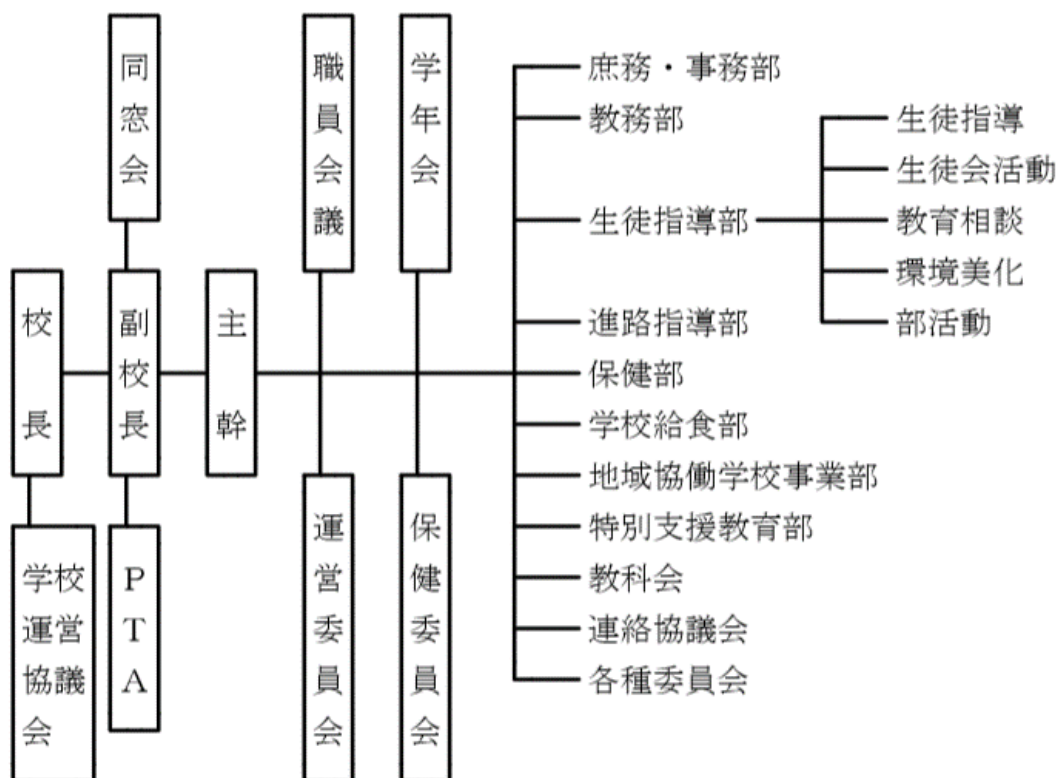 同窓会
職員会議
学年会
校長
副校長
主幹
学校
運営
協議
会
PTA
運営委員会
保健委員会
庶務・事務部
教務部
生徒指導部
進路指導部
保健部
学校給食部
地域協働学校事業部
特別支援教育部
教科会
連絡協議会
各種委員会
生徒指導
生徒会活動
教育相談
環境美化
部活動